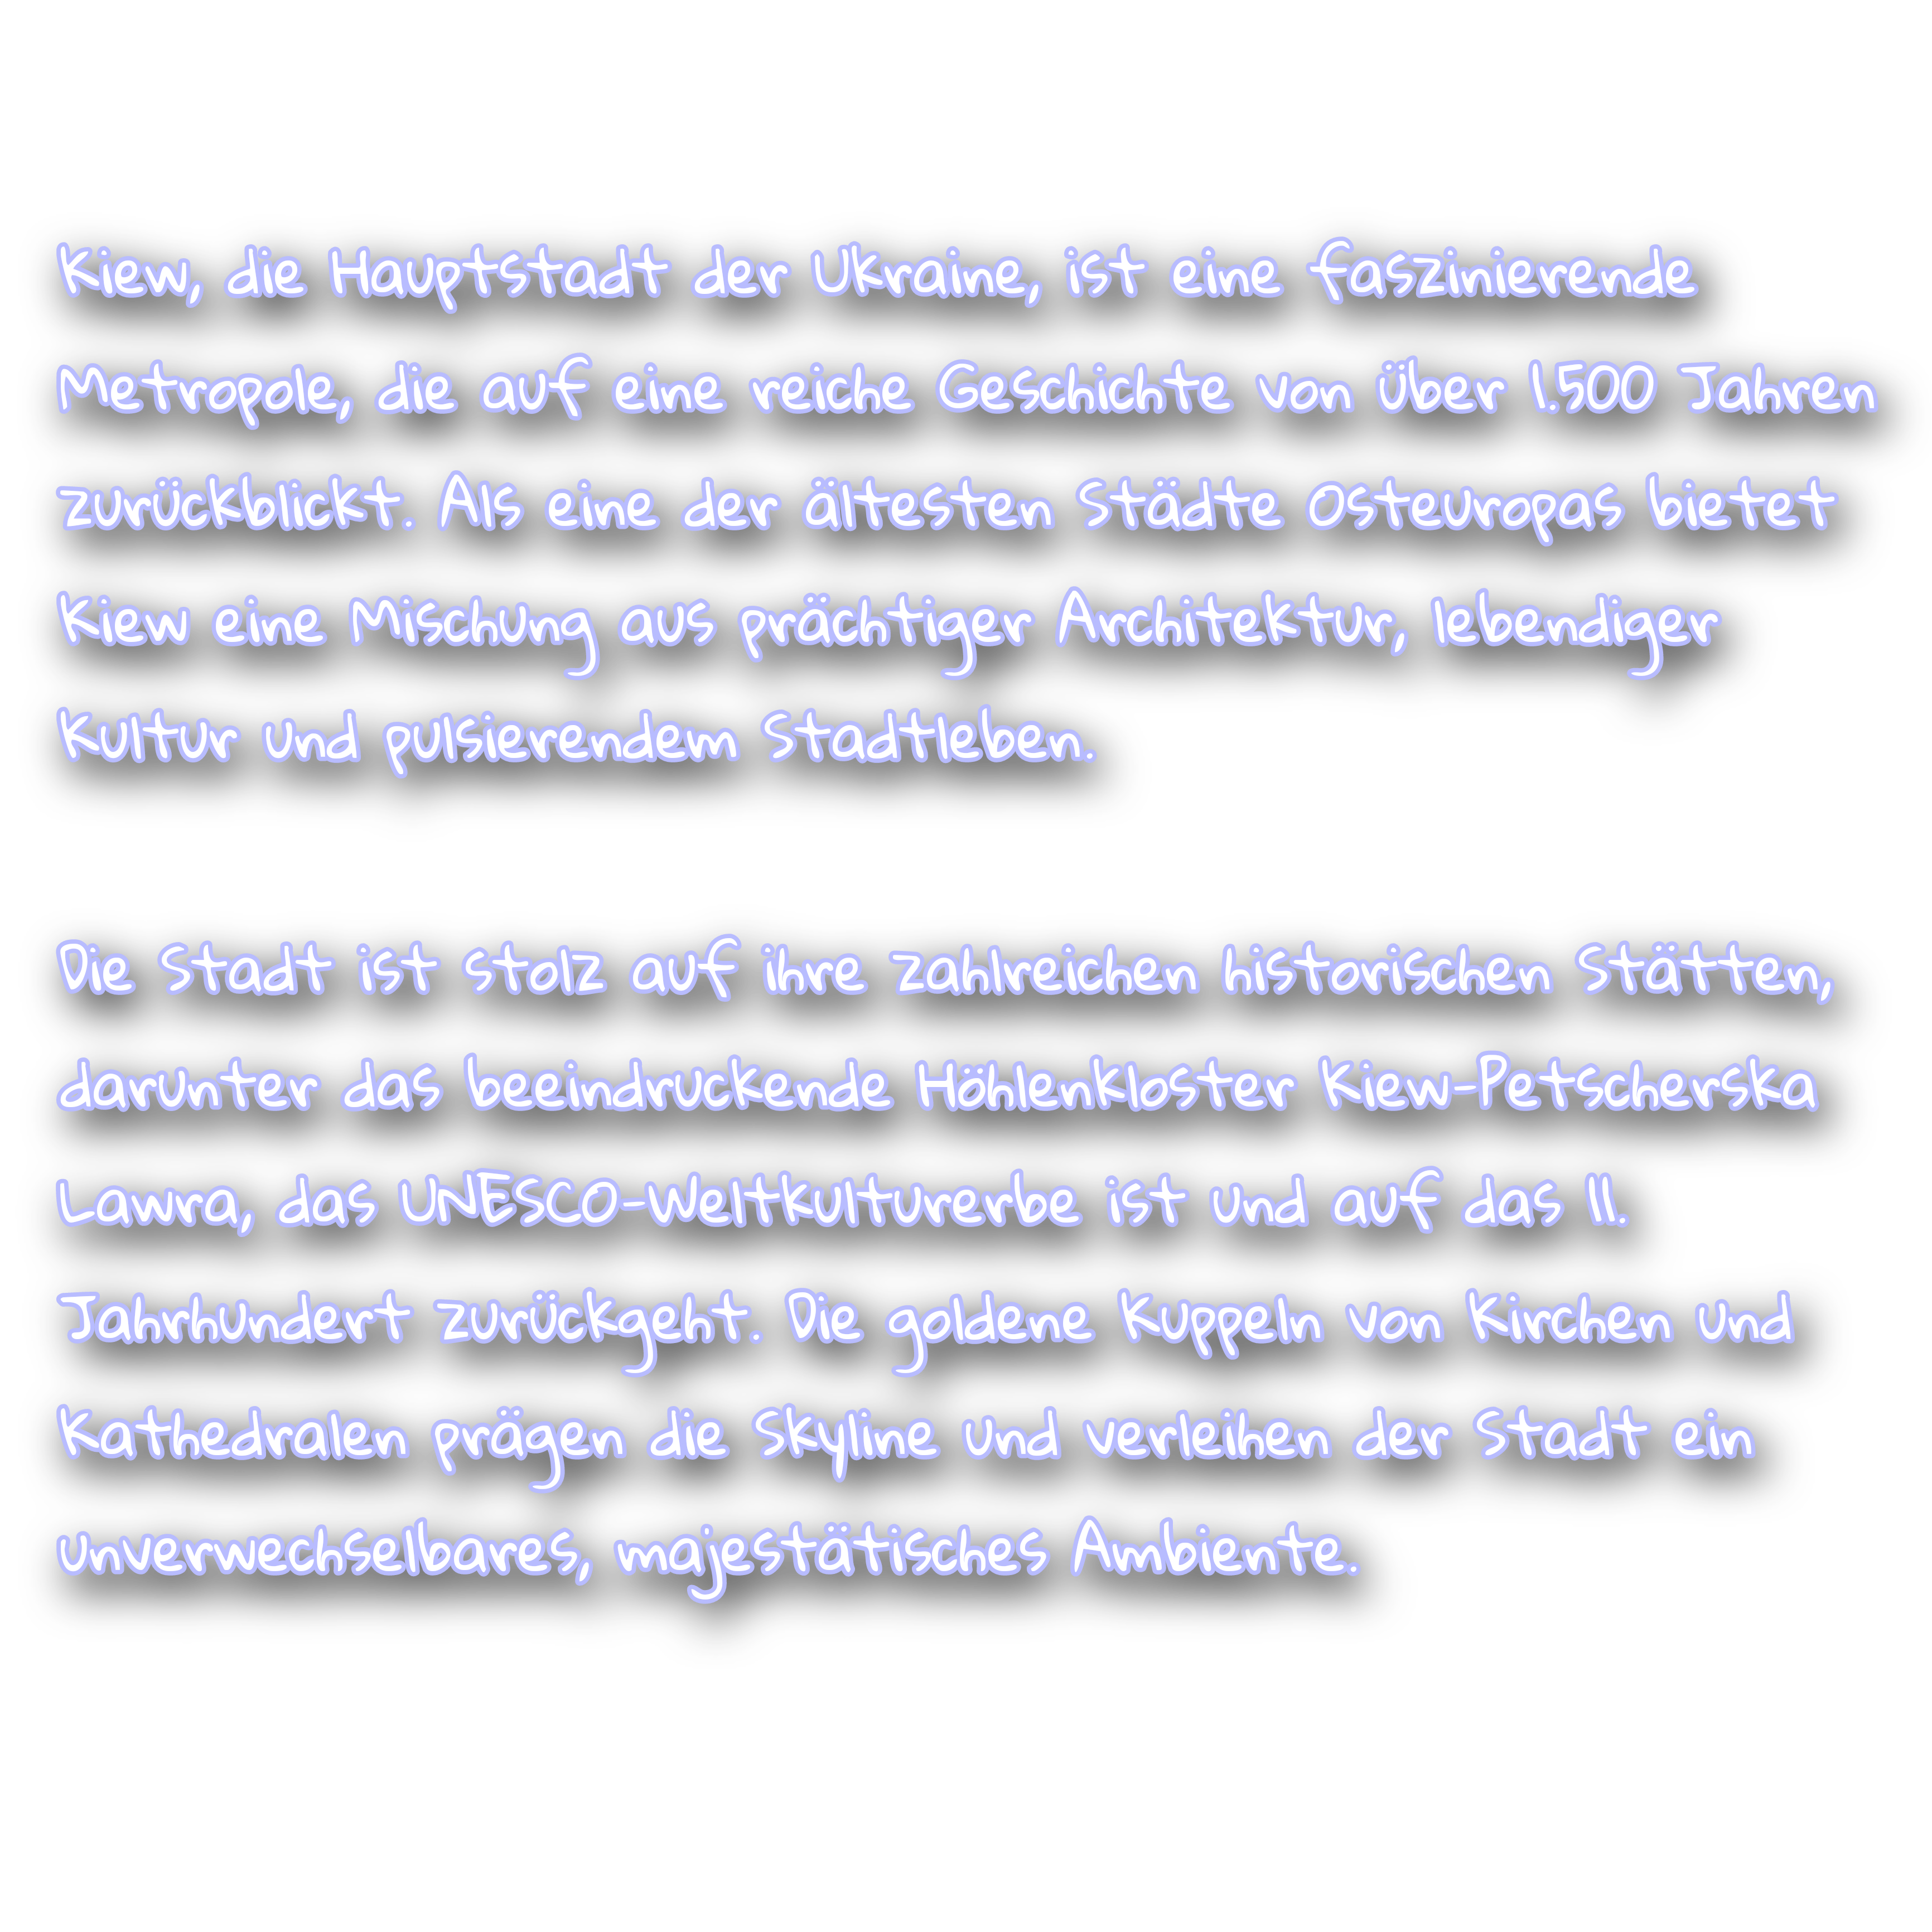 Kiew, die Hauptstadt der Ukraine, ist eine faszinierende
Metropole, die auf eine reiche Geschichte von über 1.500 Jahren
zurückblickt. Als eine der ältesten Städte Osteuropas bietet
Kiew eine Mischung aus prächtiger Architektur, lebendiger
Kultur und pulsierendem Stadtleben.
Die Stadt ist stolz auf ihre zahlreichen historischen Stätten,
darunter das beeindruckende Höhlenkloster Kiew-Petscherska
Lawra, das UNESCO-Weltkulturerbe ist und auf das 11.
Jahrhundert zurückgeht. Die goldene Kuppeln von Kirchen und
Kathedralen prägen die Skyline und verleihen der Stadt ein
unverwechselbares, majestätisches Ambiente.